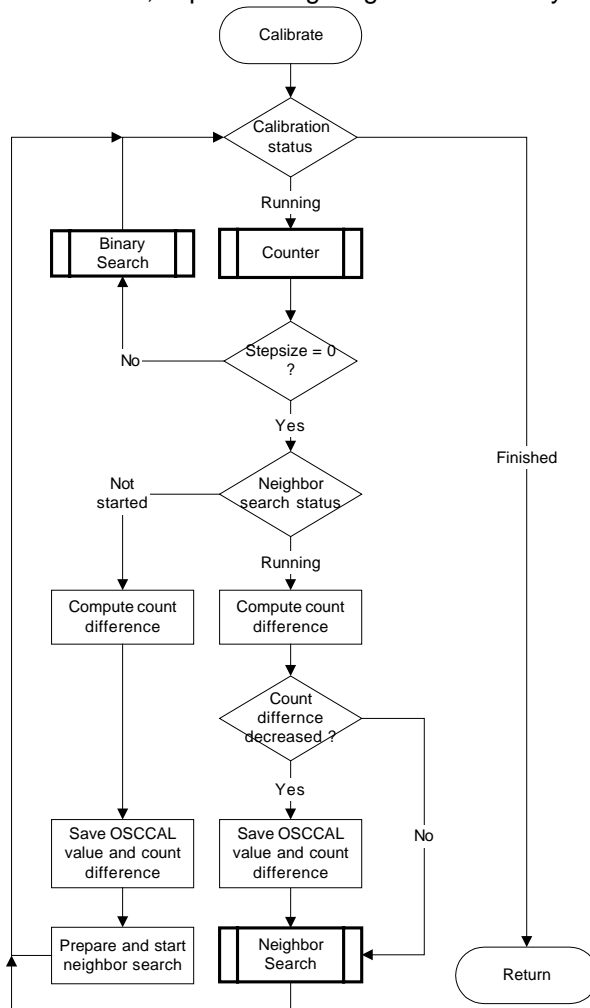 Calibrate
Calibration
status
Running
Binary
Search
Counter
No
Stepsize = 0
?
Yes
Finished
Not
started
Neighbor
search status
Running
Compute count
difference
Compute count
difference
Count
differnce
decreased ?
Yes
No
Save OSCCAL
value and count
difference
Save OSCCAL
value and count
difference
Prepare and start
neighbor search
Neighbor
Search
Return